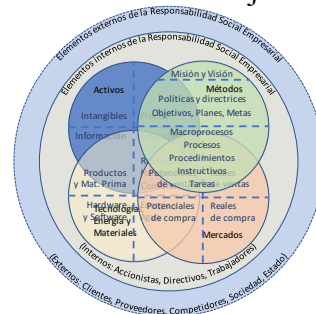 Elementos externos de la Responsabilidad Social Empresarial
Elementos Internos de la Responsabilidad Social Empresarial
Misión y Visión
Activos
Métodos
Políticas y directrices
Intangibles
Objetivos, Planes, Metas
Información
Macroprocesos
Procesos
Procedimientos
Productos
y Mat. Prima
Instructivos
Tareas
de ventas
Tecnología
Hardware
y Software
Energía y
Materiales
Potenciales
de compra
Reales
de compra
Mercados
(Internos: Accionistas, Directivos, Trabajadores)
(Externos: Clientes, Proveedores, Competidores, Sociedad, Estado)